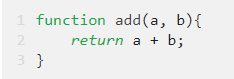 1 function add(a, b){
2     return a + b;
3 }